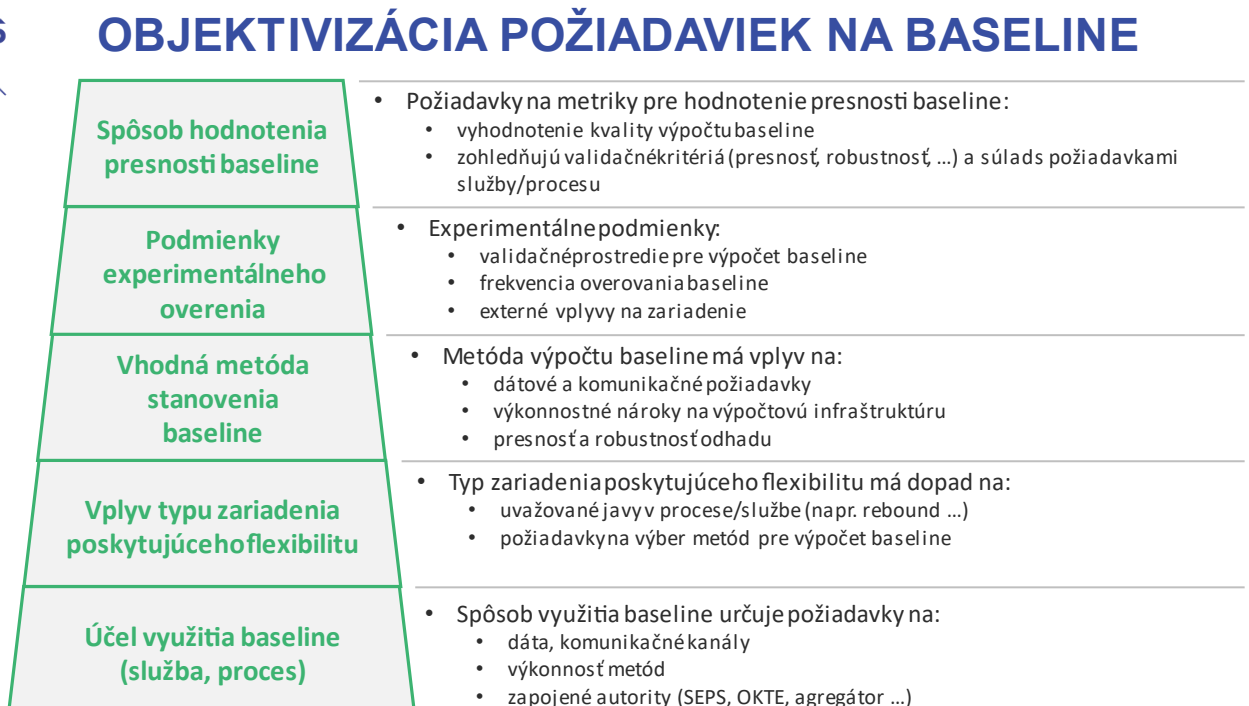 S
OBJEKTIVIZÁCIA POŽIADAVIEK NA BASELINE
Spôsob hodnotenia
presnosti baseline
• Požiadavky na metriky pre hodnotenie presnosti baseline:
• vyhodnotenie kvality výpočtu baseline
• zohledňujú validačné kritériá (presnosť, robustnosť, ...) a súlad s požiadavkami
služby/procesu
Podmienky
experimentálneho
overenia
• Experimentálne podmienky:
• validačné prostredie pre výpočet baseline
• frekvencia overovania baseline
• externé vplyvy na zariadenie
Vhodná metóda
stanovenia
baseline
• Metóda výpočtu baseline má vplyv na:
• dátové a komunikačné požiadavky
• výkonnostné nároky na výpočtovú infraštruktúru
• presnosť a robustnosť odhadu
Vplyv typu zariadenia
poskytujúceho flexibilitu
• Typ zariadenia poskytujúceho flexibilitu má dopad na:
• uvažované javy v procese/službe (napr. rebound ...)
• požiadavky na výber metód pre výpočet baseline
Účel využitia baseline
(služba, proces)
• Spôsob využitia baseline určuje požiadavky na:
• dáta, komunikačné kanály
• výkonnosť metód
• zapojené autority (SEPS, OKTE, agregátor ...)